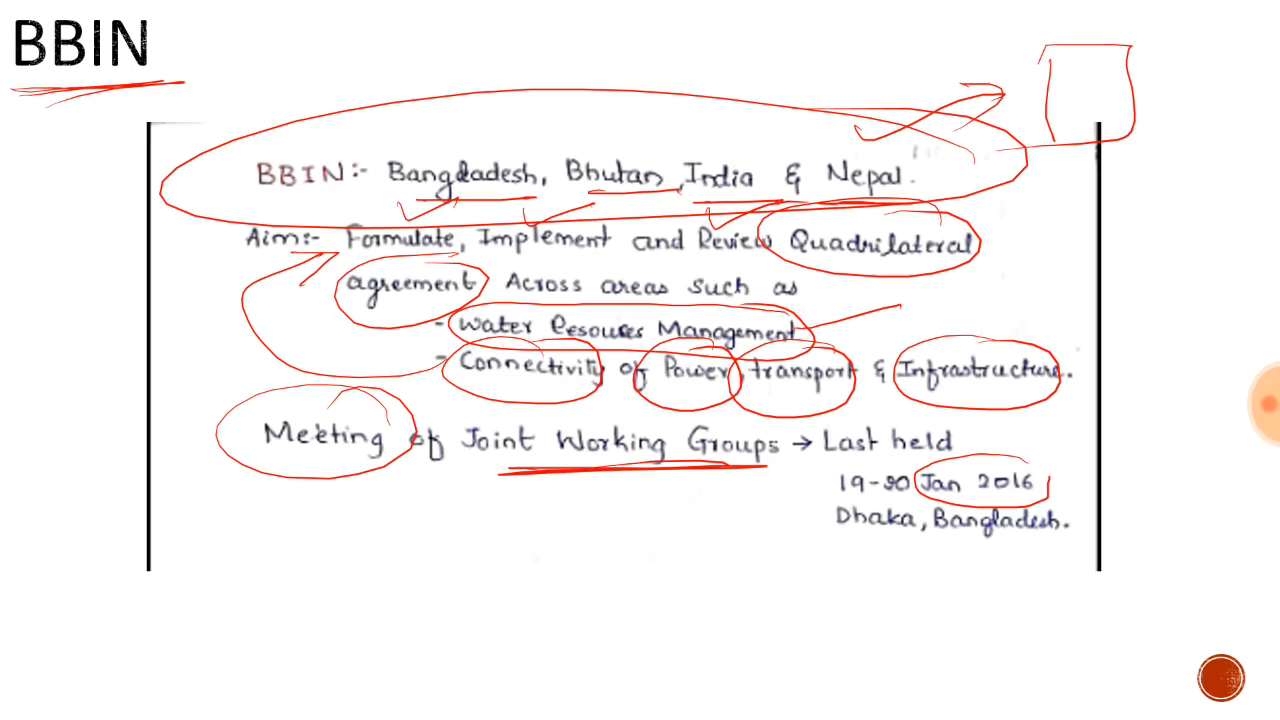 BBIN
BBIN:- Bangladesh, Bhutan, India & Nepal.
Aim:- Formulate, Implement and Review Quadrilateral
agreement Across areas such as
- Water Resources Management
- Connectivity of Power, transport & Infrastructure.
Meeting of Joint Working Groups → Last held
19-20 Jan 2016
Dhaka, Bangladesh.